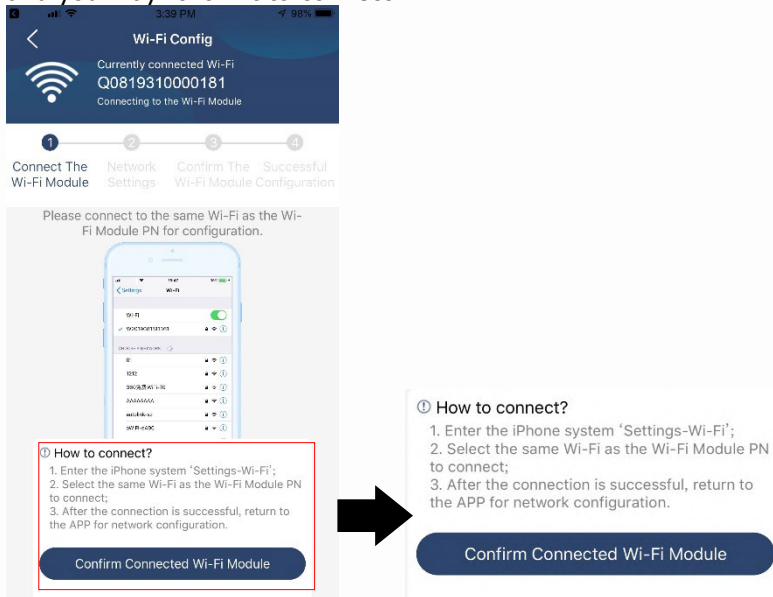 3:39 PM
98%
Wi-Fi Config
Currently connected Wi-Fi
Q0819310000181
Connecting to the Wi-Fi Module
1
2
3
4
Connect The
Wi-Fi Module
Network
Settings
Confirm The
Wi-Fi Module
Successful
Configuration
Please connect to the same Wi-Fi as the Wi-
Fi Module PN for configuration.
Settings
Wi-Fi
Wi-Fi
1212
AAAAAAAA
How to connect?
1. Enter the iPhone system ‘Settings-Wi-Fi’;
2. Select the same Wi-Fi as the Wi-Fi Module PN
to connect;
3. After the connection is successful, return to
the APP for network configuration.
Confirm Connected Wi-Fi Module
How to connect?
1. Enter the iPhone system ‘Settings-Wi-Fi’;
2. Select the same Wi-Fi as the Wi-Fi Module PN
to connect;
3. After the connection is successful, return to
the APP for network configuration.
Confirm Connected Wi-Fi Module